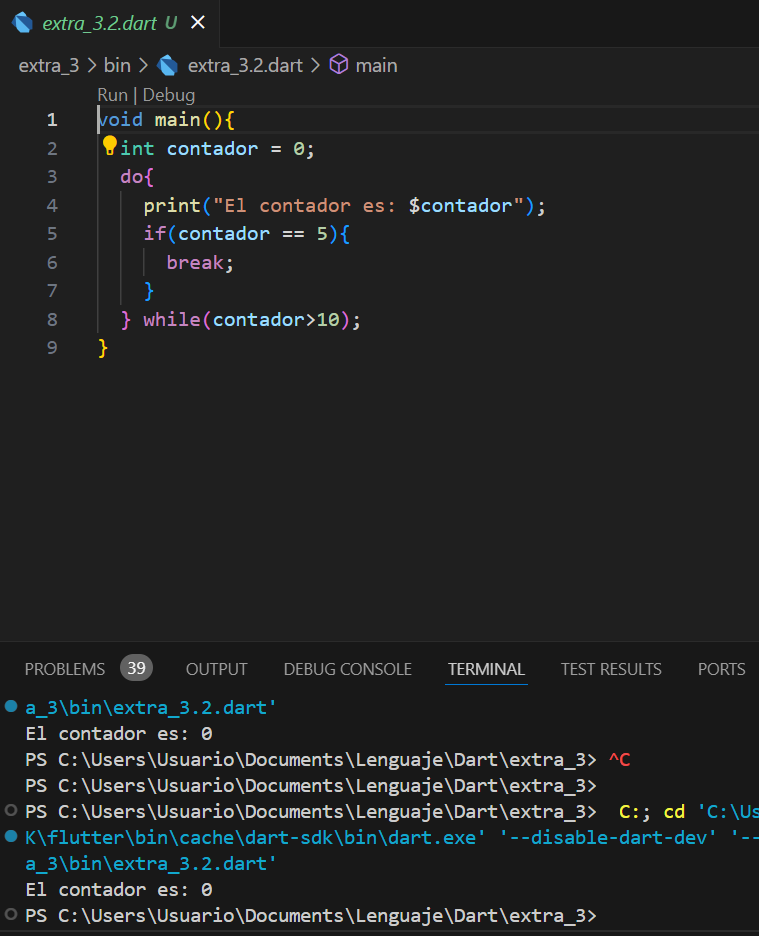 extra_3.2.dart U ×
extra_3 > bin > extra_3.2.dart > main
Run | Debug
1 void main(){
2 int contador = 0;
3 do{
4 print("El contador es: $contador");
5 if(contador == 5){
6 break;
7 }
8 } while(contador>10);
9 }
PROBLEMS 39 OUTPUT DEBUG CONSOLE TERMINAL TEST RESULTS PORTS
a_3\bin\extra_3.2.dart'
El contador es: 0
PS C:\Users\Usuario\Documents\Lenguaje\Dart\extra_3> ^C
PS C:\Users\Usuario\Documents\Lenguaje\Dart\extra_3>
PS C:\Users\Usuario\Documents\Lenguaje\Dart\extra_3> C:; cd 'C:\Us
K\flutter\bin\cache\dart-sdk\bin\dart.exe' '--disable-dart-dev' '--
a_3\bin\extra_3.2.dart'
El contador es: 0
PS C:\Users\Usuario\Documents\Lenguaje\Dart\extra_3>